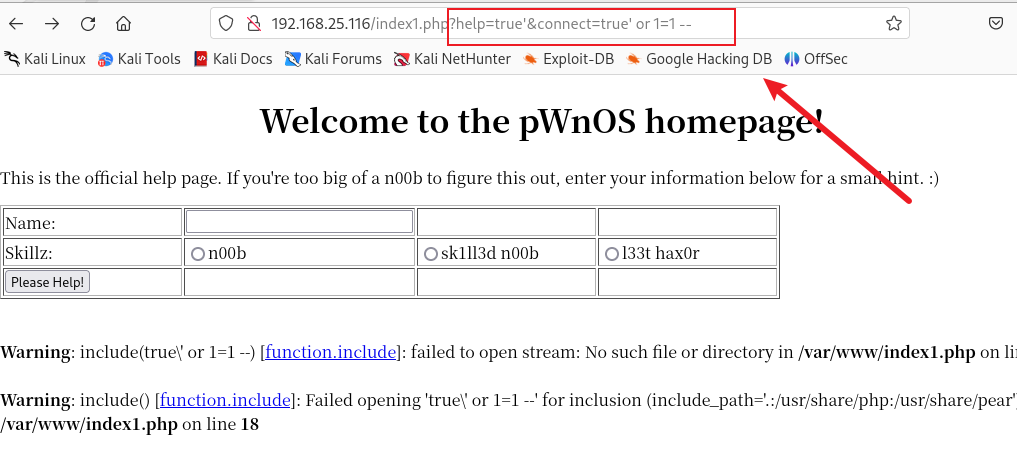 192.168.25.116/index1.php?help=true'&connect=true' or 1=1 --
Kali Linux Kali Tools Kali Docs Kali Forums Kali NetHunter Exploit-DB Google Hacking DB OffSec
Welcome to the pWnOS homepage!
This is the official help page. If you're too big of a n00b to figure this out, enter your information below for a small hint. :)
Name:
Skillz: n00b sk1ll3d n00b l33t hax0r
Please Help!
Warning: include(true\' or 1=1 --) [function.include]: failed to open stream: No such file or directory in /var/www/index1.php on
Warning: include() [function.include]: Failed opening 'true\' or 1=1 --' for inclusion (include_path='.:/usr/share/php:/usr/share/pear')
/var/www/index1.php on line 18